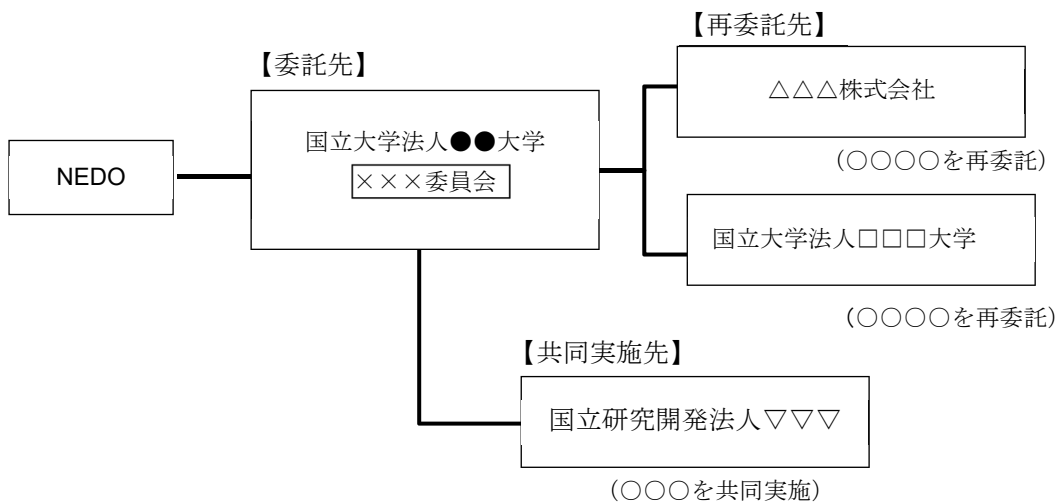 【再委託先】
【委託先】
△△△株式会社
国立大学法人●●大学
×××委員会
NEDO
(○○○○を再委託)
国立大学法人□□□大学
(○○○○を再委託)
【共同実施先】
国立研究開発法人▽▽▽
(○○○を共同実施)